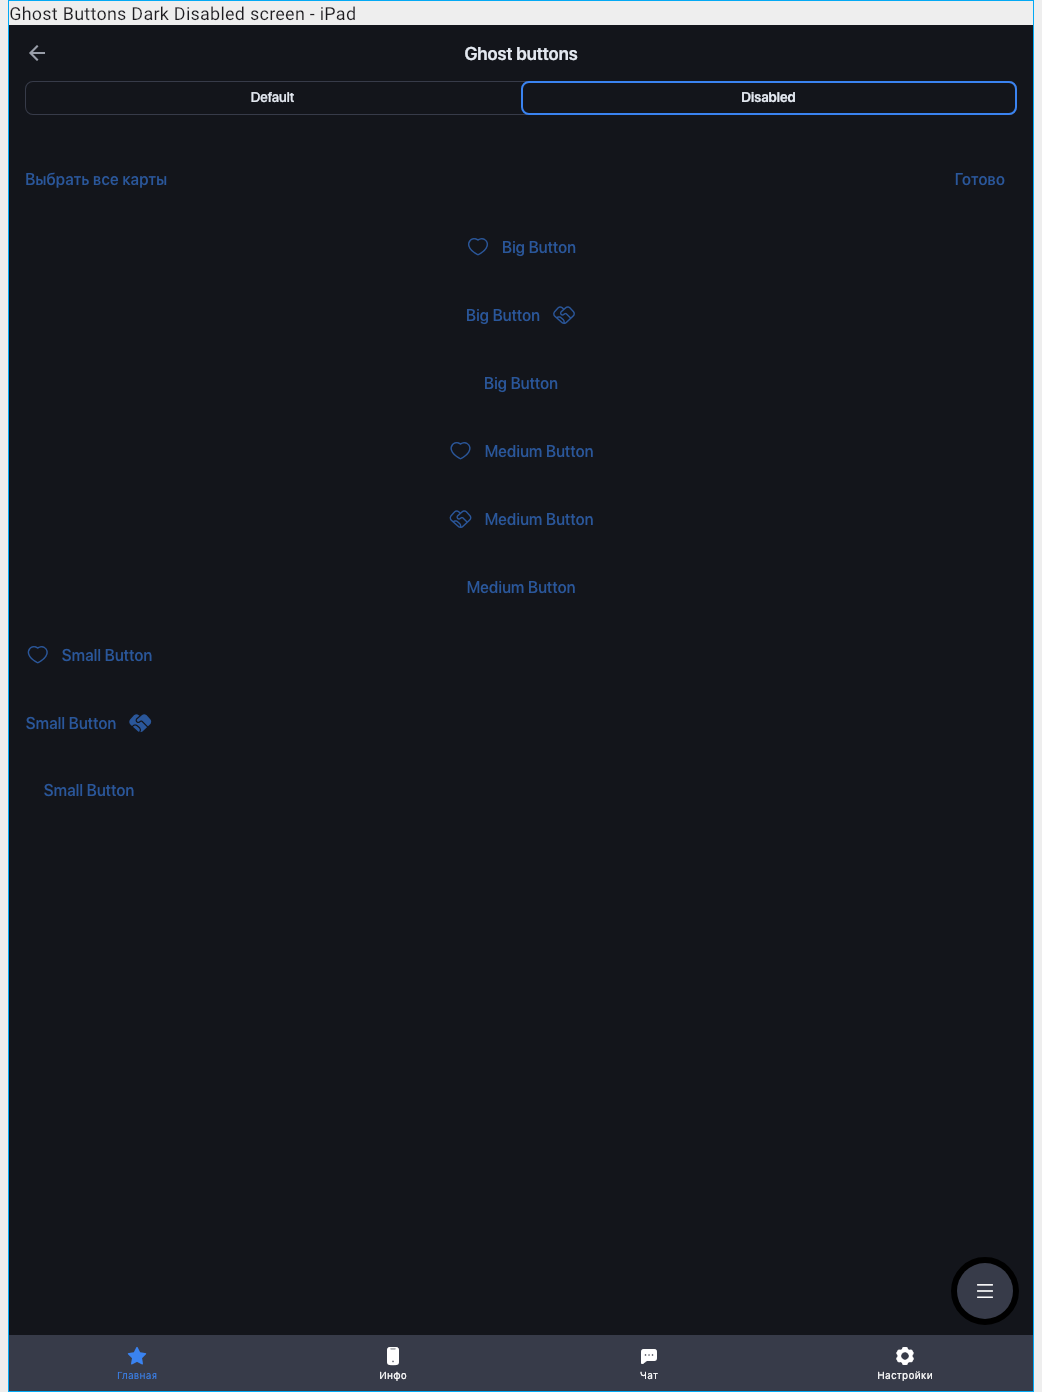 Ghost Buttons Dark Disabled screen - iPad
Ghost buttons
Default
Disabled
Выбрать все карты
Готово
Big Button
Big Button
Big Button
Medium Button
Medium Button
Medium Button
Small Button
Small Button
Small Button
Главная
Инфо
Чат
Настройки